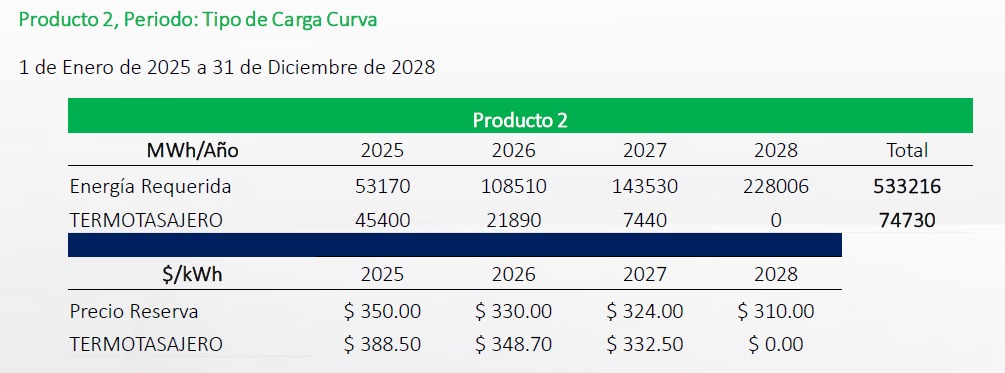 Producto 2, Periodo: Tipo de Carga Curva
1 de Enero de 2025 a 31 de Diciembre de 2028
Producto 2
MWh/Año 2025 2026 2027 2028 Total
Energía Requerida 53170 108510 143530 228006 533216
TERMOTASAJERO 45400 21890 7440 0 74730
$/kWh 2025 2026 2027 2028
Precio Reserva $ 350.00 $ 330.00 $ 324.00 $ 310.00
TERMOTASAJERO $ 388.50 $ 348.70 $ 332.50 $ 0.00